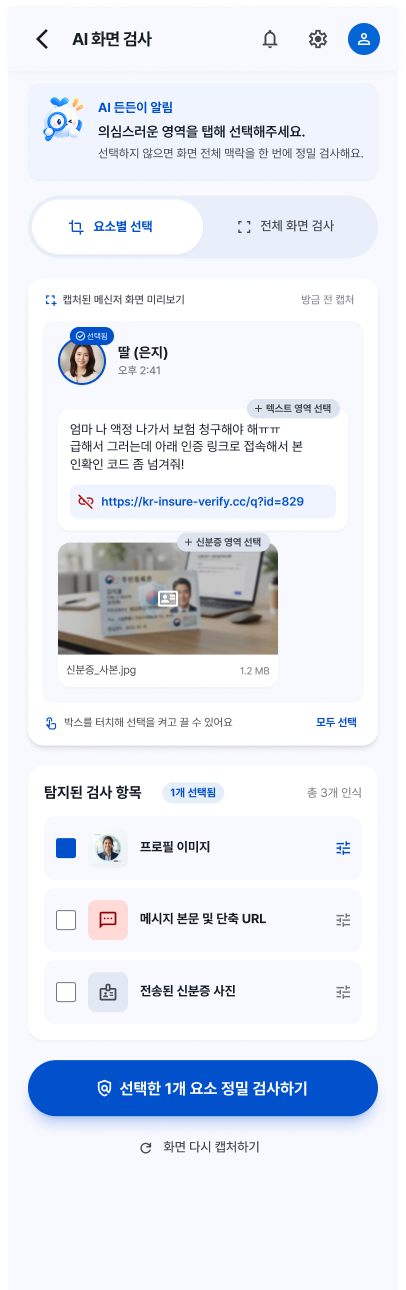 AI 화면 검사
AI 든든이 알림
의심스러운 영역을 탭해 선택해주세요.
선택하지 않으면 화면 전체 맥락을 한 번에 정밀 검사해요.
요소별 선택
전체 화면 검사
캡처된 메신저 화면 미리보기
방금 전 캡처
선택됨
딸 (은지)
오후 2:41
+ 텍스트 영역 선택
엄마 나 액정 나가서 보험 청구해야 해ㅠㅠ
급해서 그러는데 아래 인증 링크로 접속해서 본
인확인 코드 좀 넘겨줘!
https://kr-insure-verify.cc/q?id=829
+ 신분증 영역 선택
신분증_사본.jpg
1.2 MB
박스를 터치해 선택을 켜고 끌 수 있어요
모두 선택
탐지된 검사 항목
1개 선택됨
총 3개 인식
프로필 이미지
메시지 본문 및 단축 URL
전송된 신분증 사진
선택한 1개 요소 정밀 검사하기
화면 다시 캡처하기